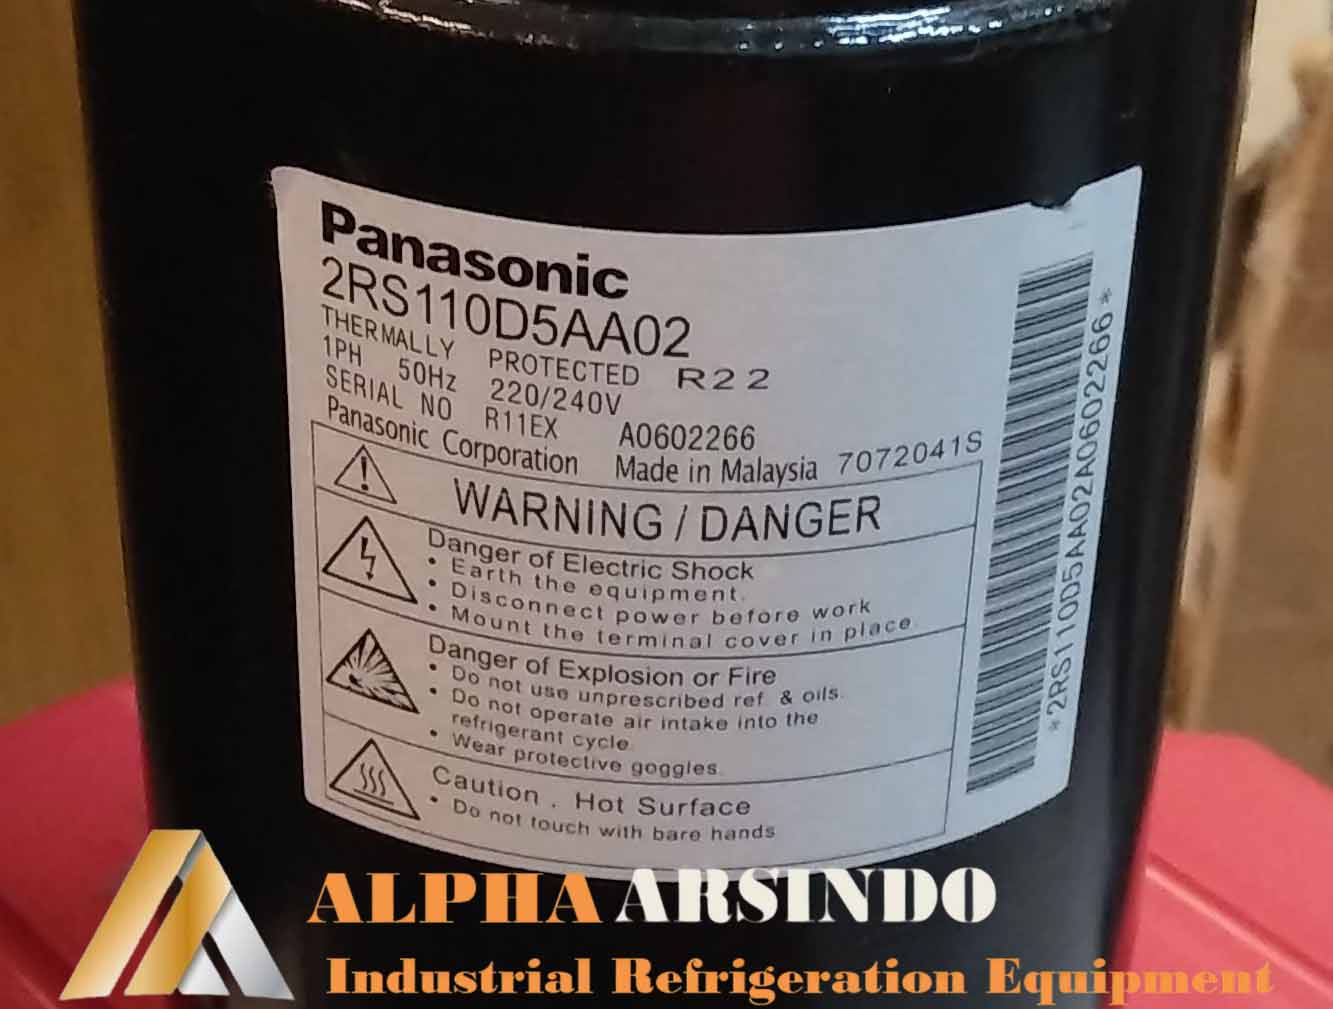 Panasonic
2RS110D5AA02
THERMALLY PROTECTED R22
1PH 50Hz 220/240V
SERIAL NO R11EX A0602266
Panasonic Corporation Made in Malaysia 7072041S
WARNING / DANGER
Danger of Electric Shock
• Earth the equipment.
• Disconnect power before work
• Mount the terminal cover in place.
Danger of Explosion or Fire
• Do not use unprescribed ref. & oils.
• Do not operate air intake into the
refrigerant cycle.
• Wear protective goggles.
Caution . Hot Surface
• Do not touch with bare hands
*2RS110D5AA02A0602266*
ALPHA ARSINDO
Industrial Refrigeration Equipment